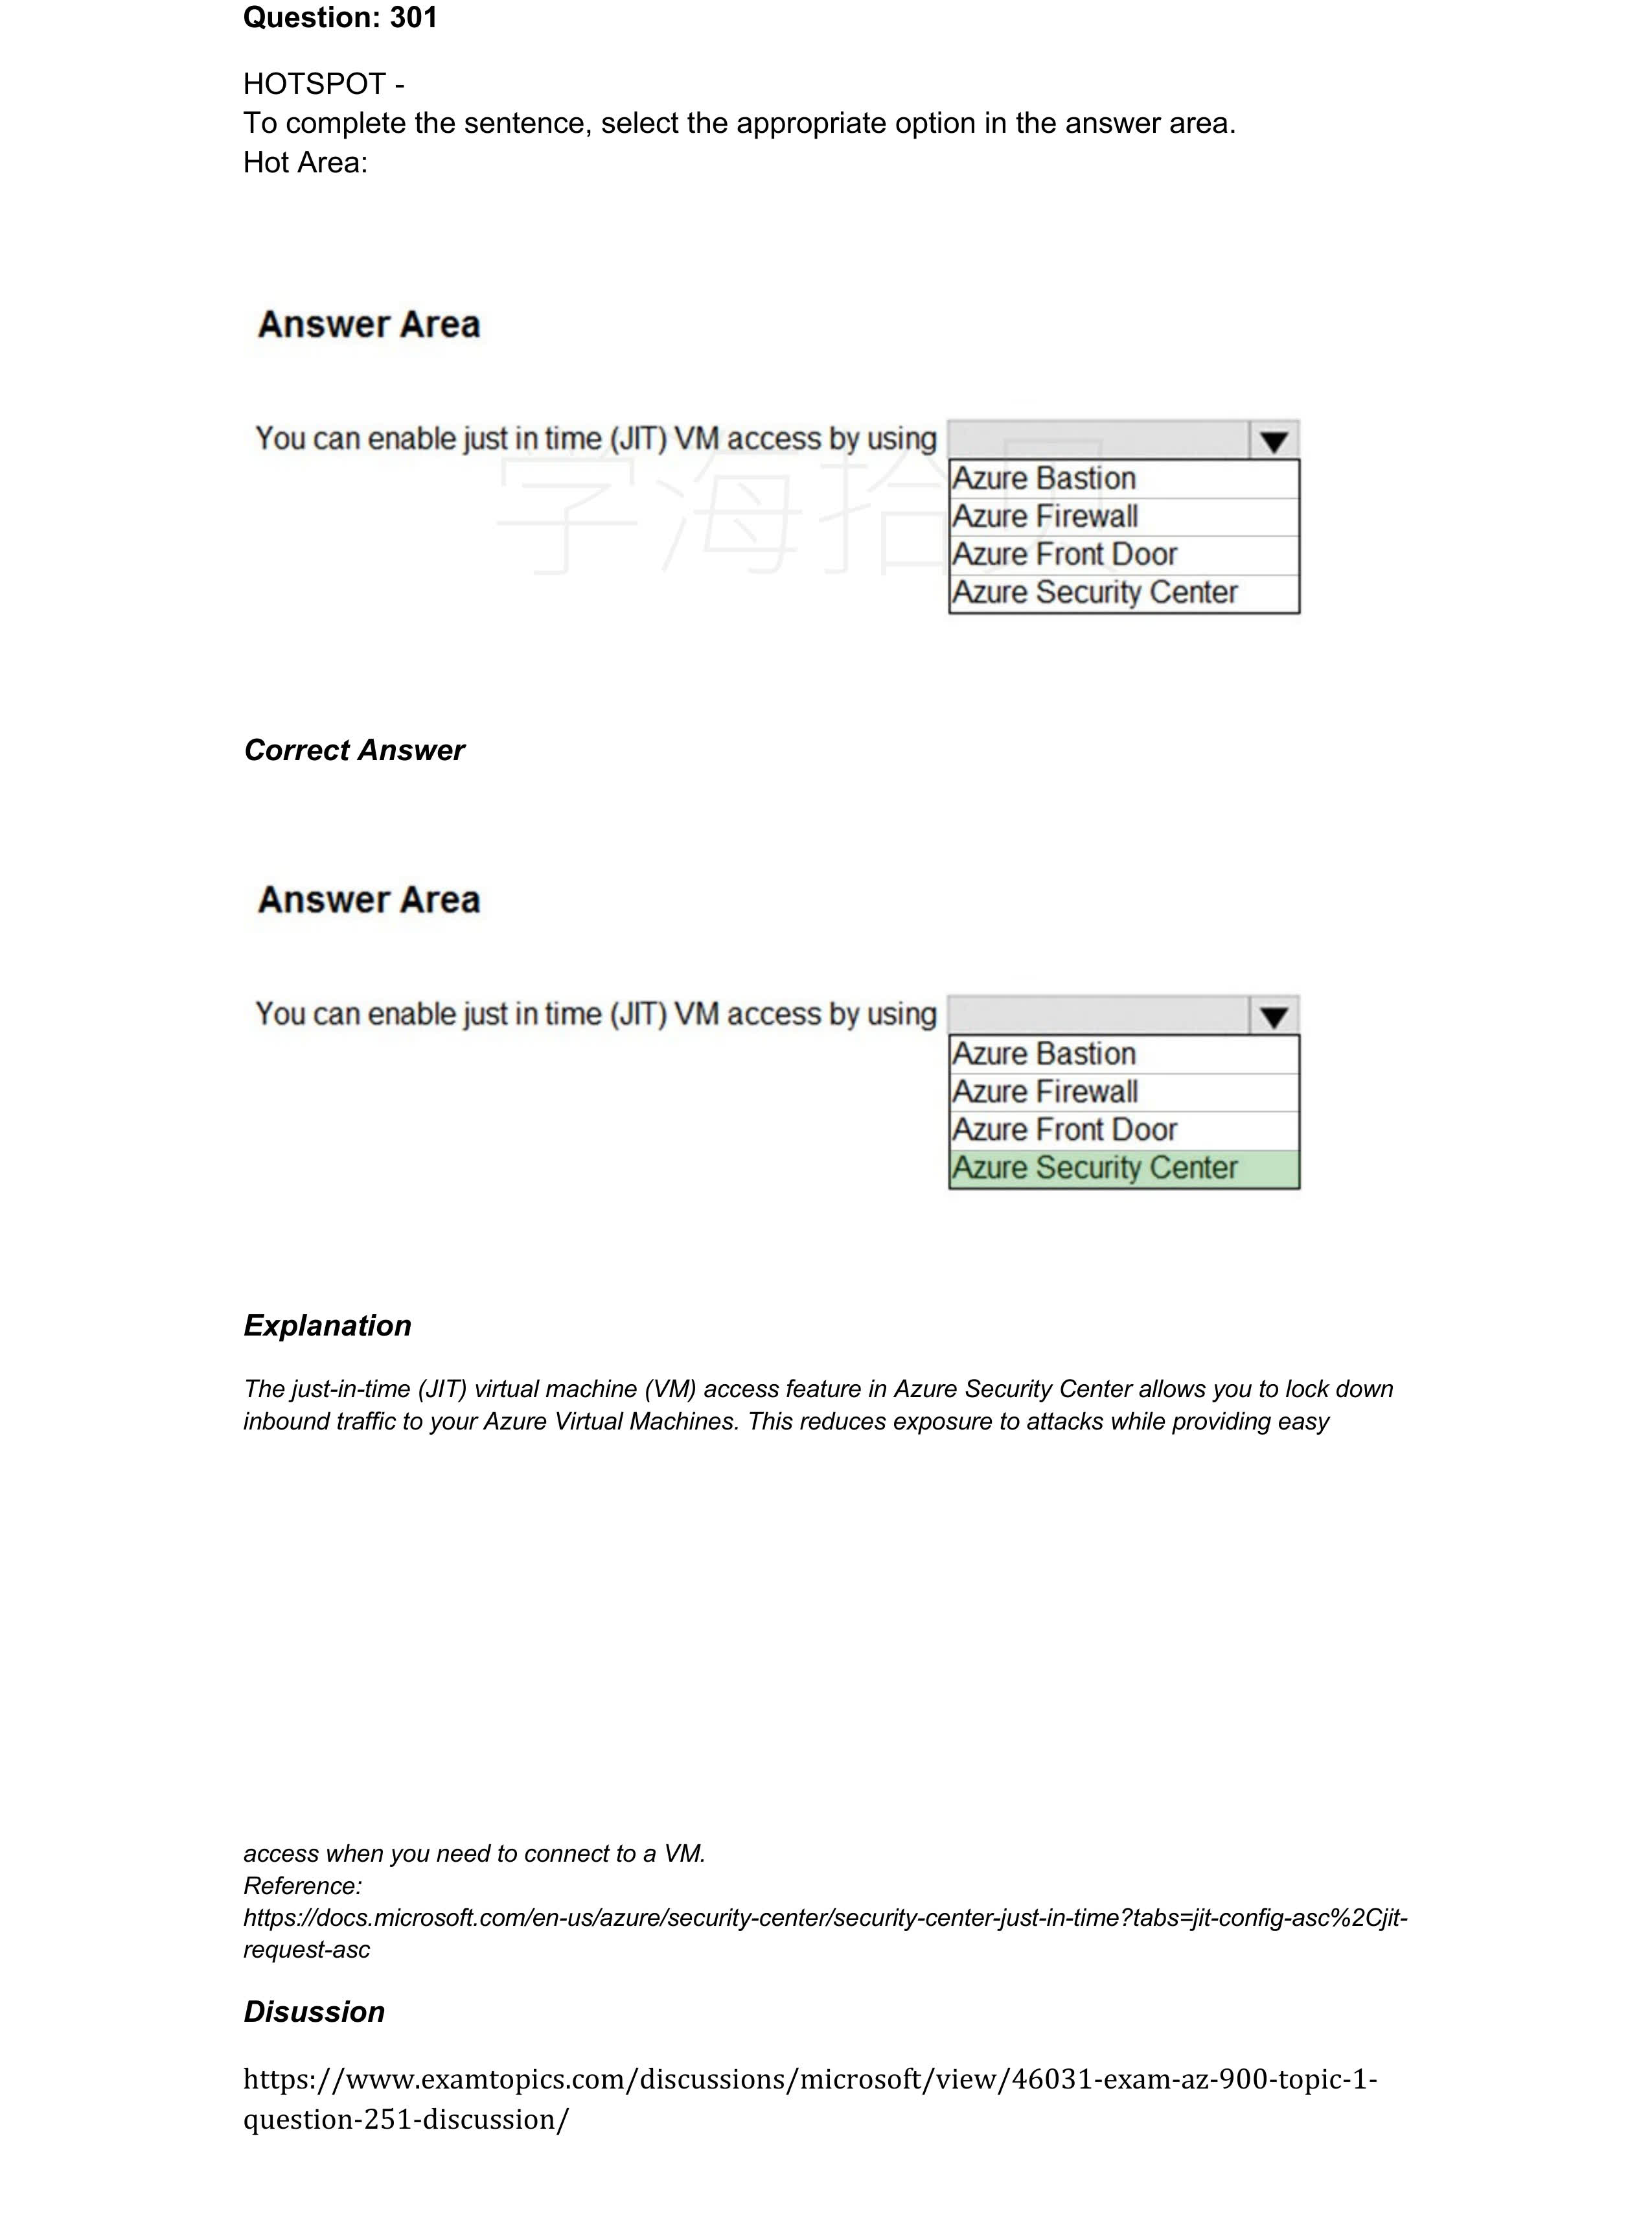 Question: 301
HOTSPOT -
To complete the sentence, select the appropriate option in the answer area.
Hot Area:
Answer Area
You can enable just in time (JIT) VM access by using
Azure Bastion
Azure Firewall
Azure Front Door
Azure Security Center
字海拾贝
Correct Answer
Answer Area
You can enable just in time (JIT) VM access by using
Azure Bastion
Azure Firewall
Azure Front Door
Azure Security Center
Explanation
The just-in-time (JIT) virtual machine (VM) access feature in Azure Security Center allows you to lock down
inbound traffic to your Azure Virtual Machines. This reduces exposure to attacks while providing easy
access when you need to connect to a VM.
Reference:
https://docs.microsoft.com/en-us/azure/security-center/security-center-just-in-time?tabs=jit-config-asc%2Cjit-
request-asc
Disussion
https://www.examtopics.com/discussions/microsoft/view/46031-exam-az-900-topic-1-
question-251-discussion/